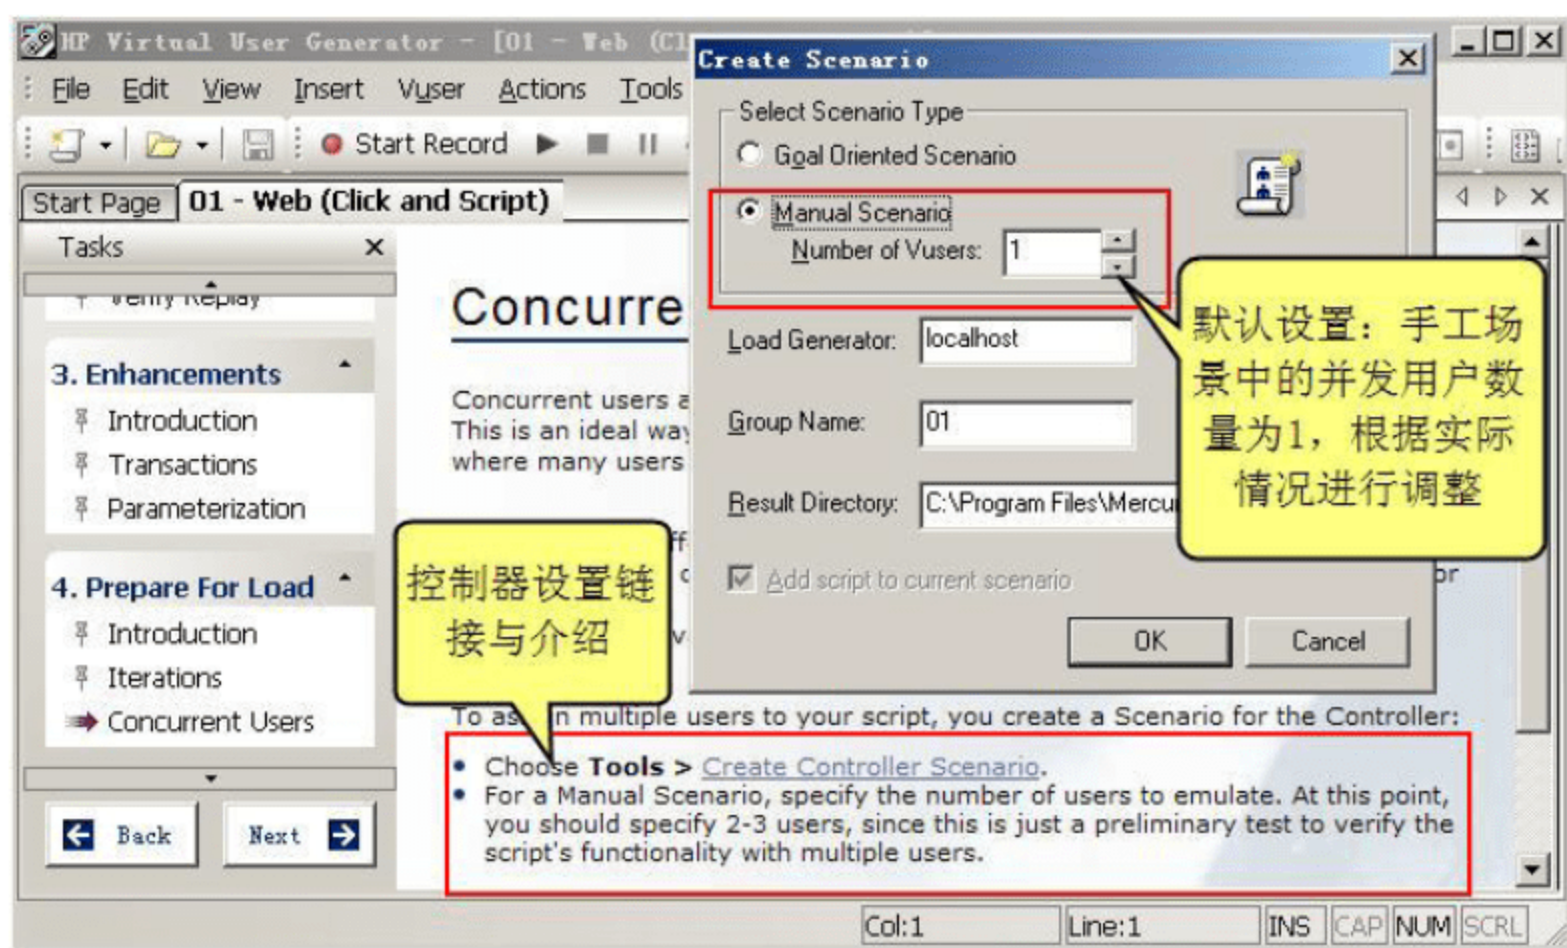 HP Virtual User Generator - [01 - Web (Cl
Create Scenario
File Edit View Insert Vuser Actions Tools
Select Scenario Type
Start Record
Goal Oriented Scenario
Start Page
01 - Web (Click and Script)
Manual Scenario
Number of Vusers: 1
Tasks
Verify Replay
3. Enhancements
Introduction
Transactions
Parameterization
4. Prepare For Load
Introduction
Iterations
Concurrent Users
Back
Next
Concurre
Concurrent users a
This is an ideal way
where many users
Load Generator: localhost
Group Name: 01
Result Directory: C:\Program Files\Mercur
Add script to current scenario
OK
Cancel
默认设置：手工场
景中的并发用户数
量为1，根据实际
情况进行调整
控制器设置链
接与介绍
or
To as n multiple users to your script, you create a Scenario for the Controller:
• Choose Tools > Create Controller Scenario.
• For a Manual Scenario, specify the number of users to emulate. At this point,
you should specify 2-3 users, since this is just a preliminary test to verify the
script's functionality with multiple users.
Col:1
Line:1
INS CAP NUM SCRL